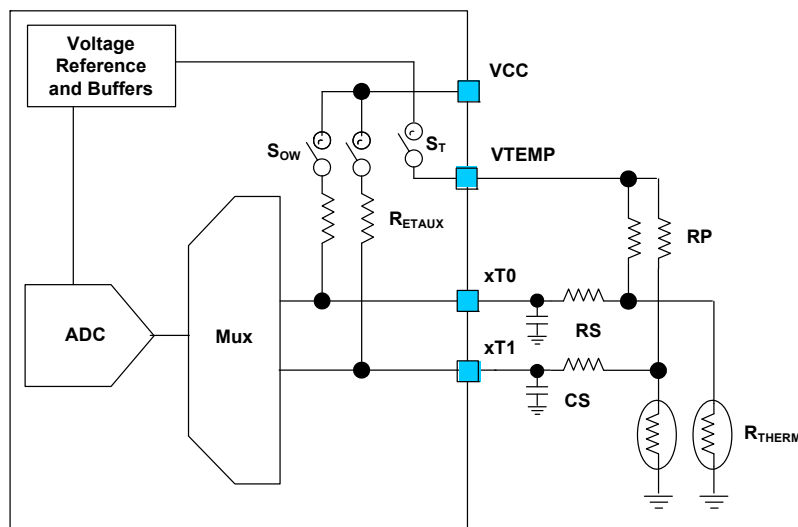 Voltage
Reference
and Buffers
VCC
SOW
ST
VTEMP
RETAUX
RP
xT0
ADC
Mux
RS
xT1
CS
RTHERM